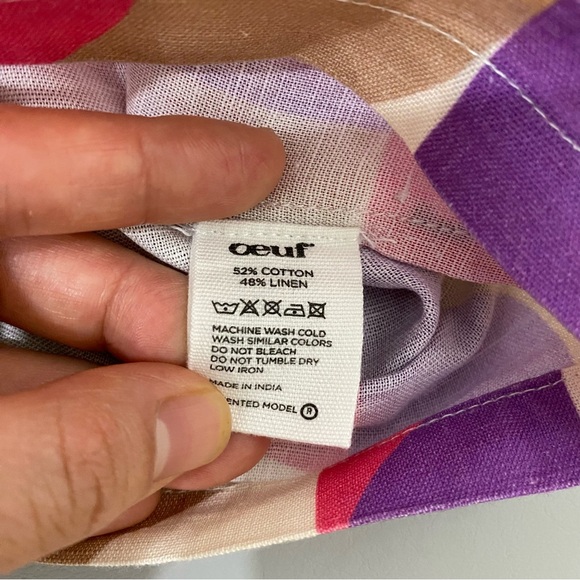 oeuf
52% COTTON
48% LINEN
MACHINE WASH COLD
WASH SIMILAR COLORS
DO NOT BLEACH
DO NOT TUMBLE DRY
LOW IRON
MADE IN INDIA
MODEL ®